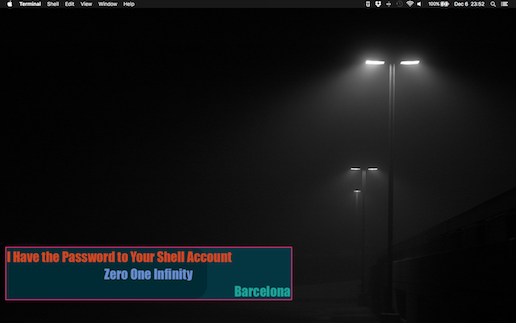 Terminal Shell Edit View Window Help 100% Dec 6 23:52
I Have the Password to Your Shell Account
Zero One Infinity
Barcelona